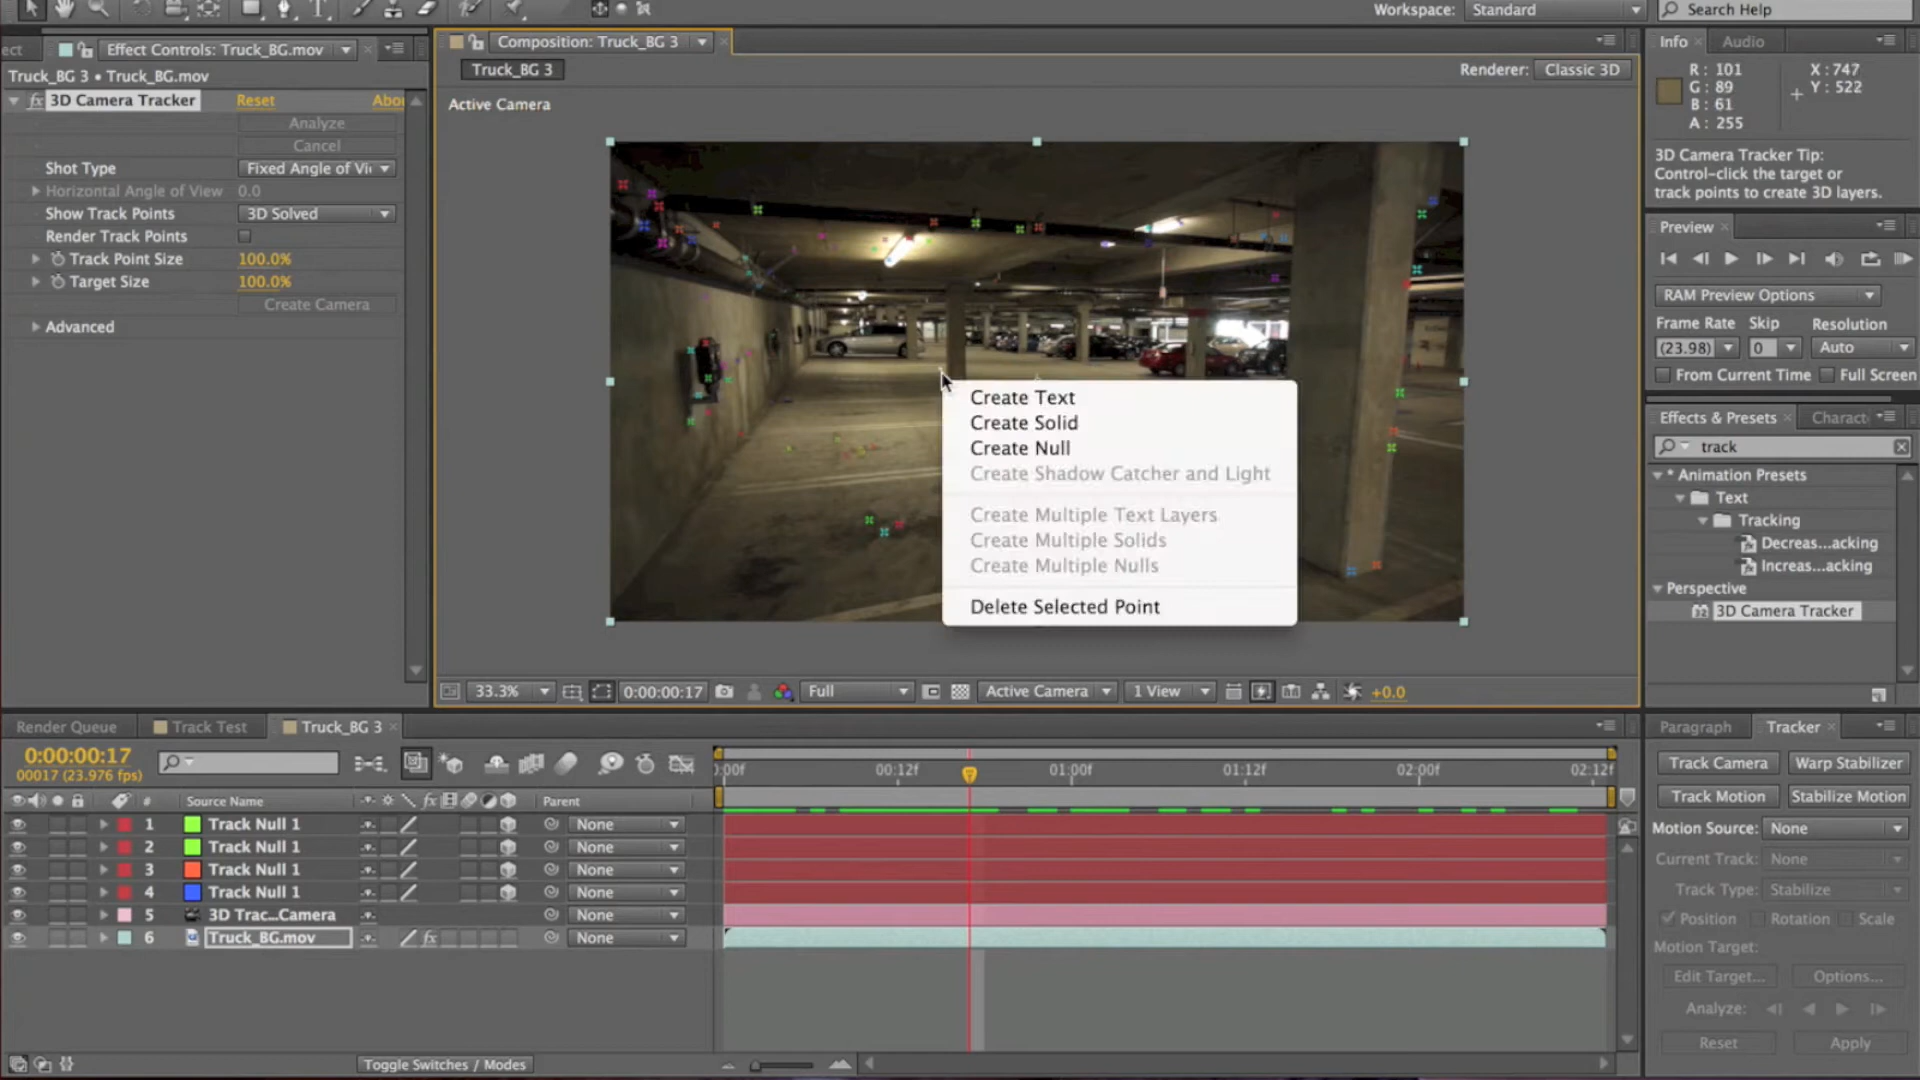 Workspace: Standard Search Help
ect Effect Controls: Truck_BG.mov
Truck_BG 3 • Truck_BG.mov
fx 3D Camera Tracker Reset Abou
Analyze
Cancel
Shot Type Fixed Angle of Vi
Horizontal Angle of View 0.0
Show Track Points 3D Solved
Render Track Points
Track Point Size 100.0%
Target Size 100.0%
Create Camera
Advanced
Composition: Truck_BG 3
Truck_BG 3
Renderer: Classic 3D
Active Camera
Create Text
Create Solid
Create Null
Create Shadow Catcher and Light
Create Multiple Text Layers
Create Multiple Solids
Create Multiple Nulls
Delete Selected Point
33.3% 0:00:00:17 Full Active Camera 1 View +0.0
Info Audio
R : 101 X : 747
G : 89 Y : 522
B : 61
A : 255
3D Camera Tracker Tip:
Control-click the target or
track points to create 3D layers.
Preview
RAM Preview Options
Frame Rate Skip Resolution
(23.98) 0 Auto
From Current Time Full Screen
Effects & Presets Charact
track
* Animation Presets
Text
Tracking
Decreas...acking
Increas...acking
Perspective
32 3D Camera Tracker
Render Queue Track Test Truck_BG 3
0:00:00:17
00017 (23.976 fps)
:00f 00:12f 01:00f 01:12f 02:00f 02:12f
# Source Name fx Parent
1 Track Null 1 None
2 Track Null 1 None
3 Track Null 1 None
4 Track Null 1 None
5 3D Trac...Camera None
6 Truck_BG.mov fx None
Toggle Switches / Modes
Paragraph Tracker
Track Camera Warp Stabilizer
Track Motion Stabilize Motion
Motion Source: None
Current Track: None
Track Type: Stabilize
Position Rotation Scale
Motion Target:
Edit Target... Options...
Analyze:
Reset Apply